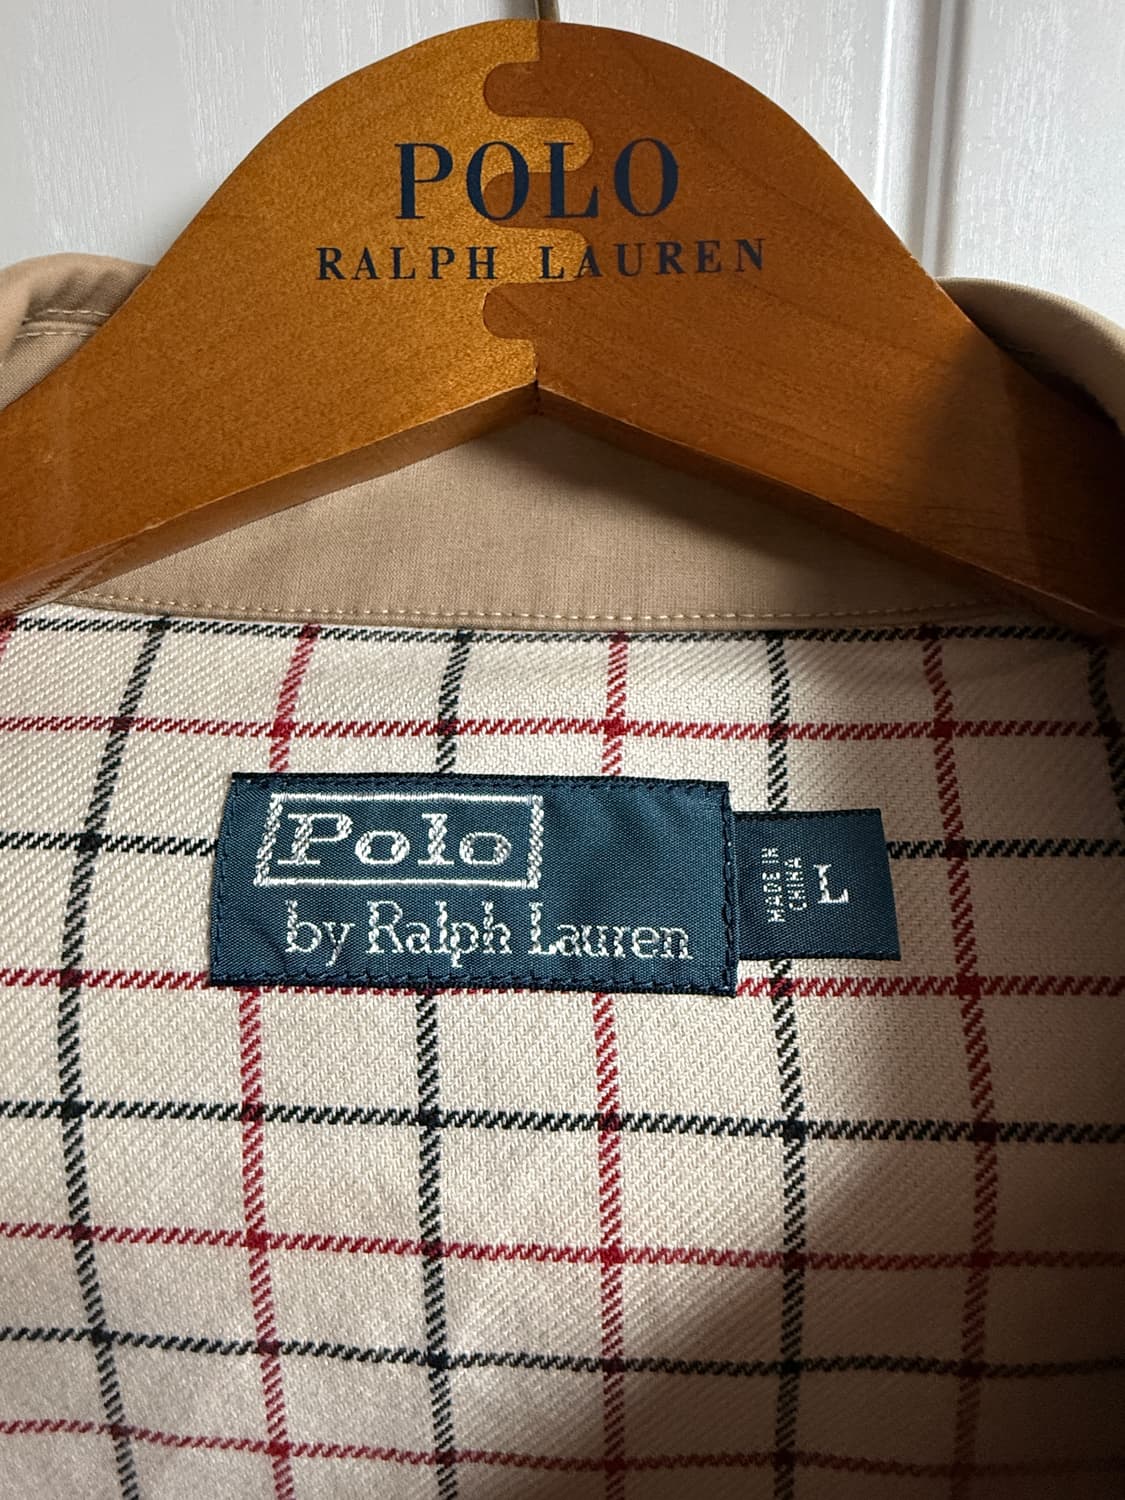 POLO
RALPH LAUREN
Polo
by Ralph Lauren
MADE IN
CHINA
L